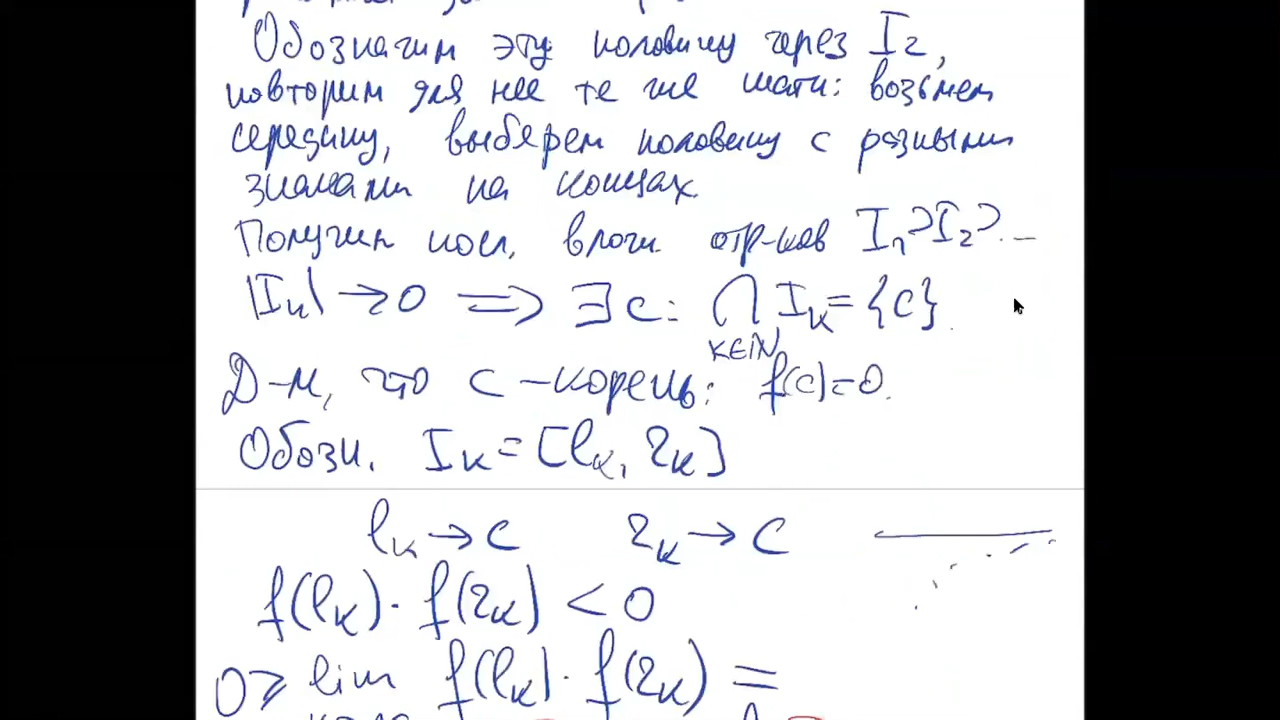 Обозначим эту половину через I₂,
повторим для нее те же шаги: возьмем
середину, выберем половину с разными
знаками на концах.
Получим посл. влож. отр-ков I₁⊃I₂⊃...
|Iₖ| → 0 ⟹ ∃ c: ⋂ Iₖ = {c}.
k∈ℕ
Д-м, что c - корень: f(c)=0.
Обозн. Iₖ = [lₖ, rₖ]
lₖ → c rₖ → c
f(lₖ)· f(rₖ) < 0
0 ⩾ lim f(lₖ)· f(rₖ) =